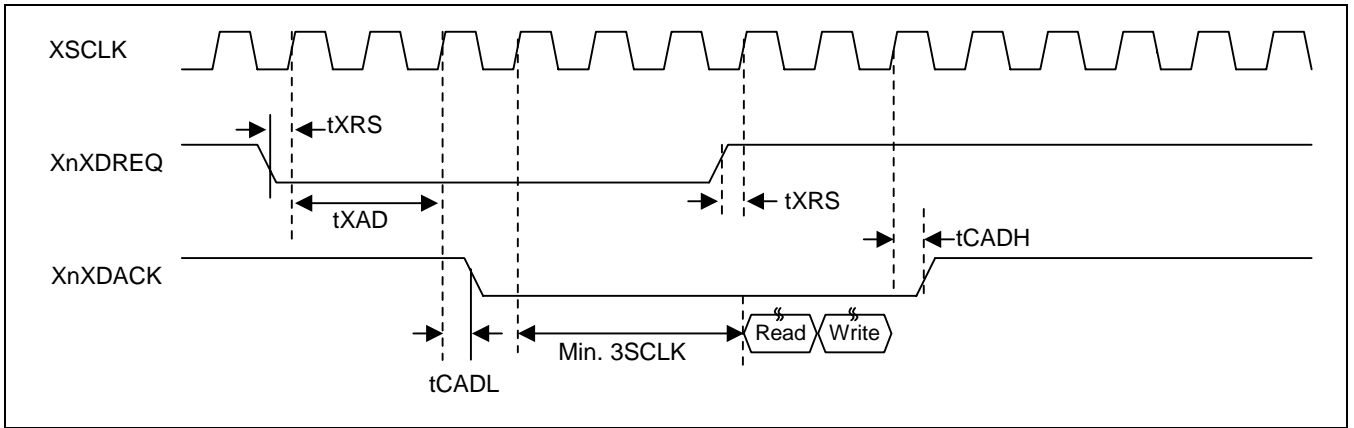 XSCLK
tXRS
XnXDREQ
tXAD
tXRS
tCADH
XnXDACK
Read
Write
Min. 3SCLK
tCADL